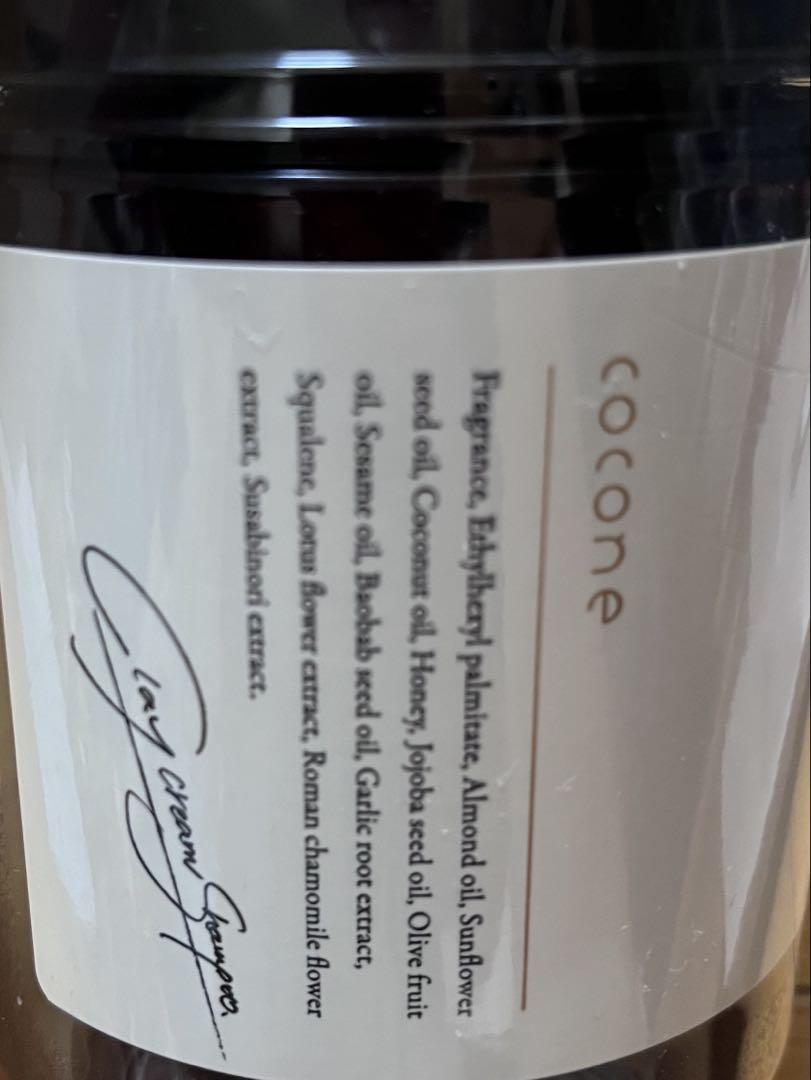 cocone
Fragrance, Ethylhexyl palmitate, Almond oil, Sunflower
seed oil, Coconut oil, Honey, Jojoba seed oil, Olive fruit
oil, Sesame oil, Baobab seed oil, Garlic root extract,
Squalene, Lotus flower extract, Roman chamomile flower
extract, Susabinori extract.
Clay cream Shampoo